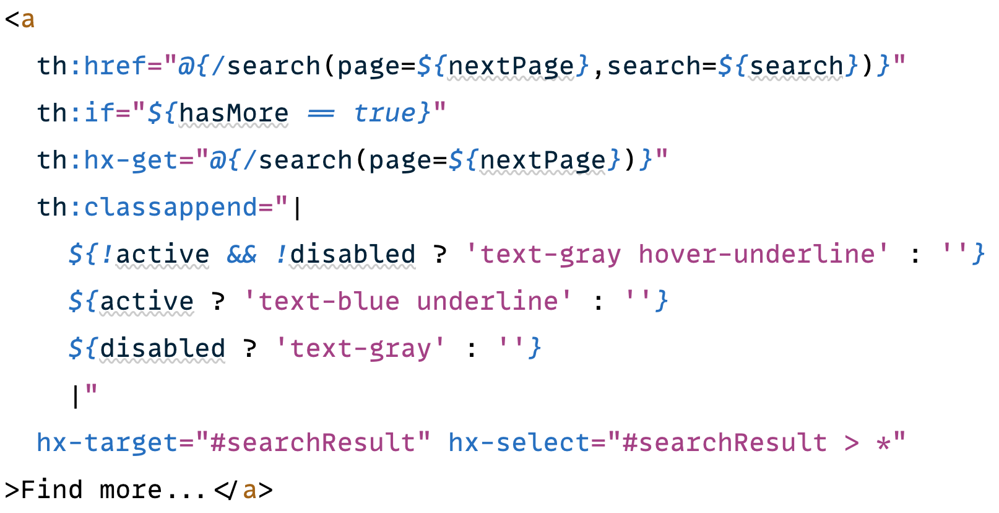 <a
th:href="@{/search(page=${nextPage},search=${search})}"
th:if="${hasMore == true}"
th:hx-get="@{/search(page=${nextPage})}"
th:classappend="|
${!active && !disabled ? 'text-gray hover-underline' : ''}
${active ? 'text-blue underline' : ''}
${disabled ? 'text-gray' : ''}
|"
hx-target="#searchResult" hx-select="#searchResult > *"
>Find more...</a>